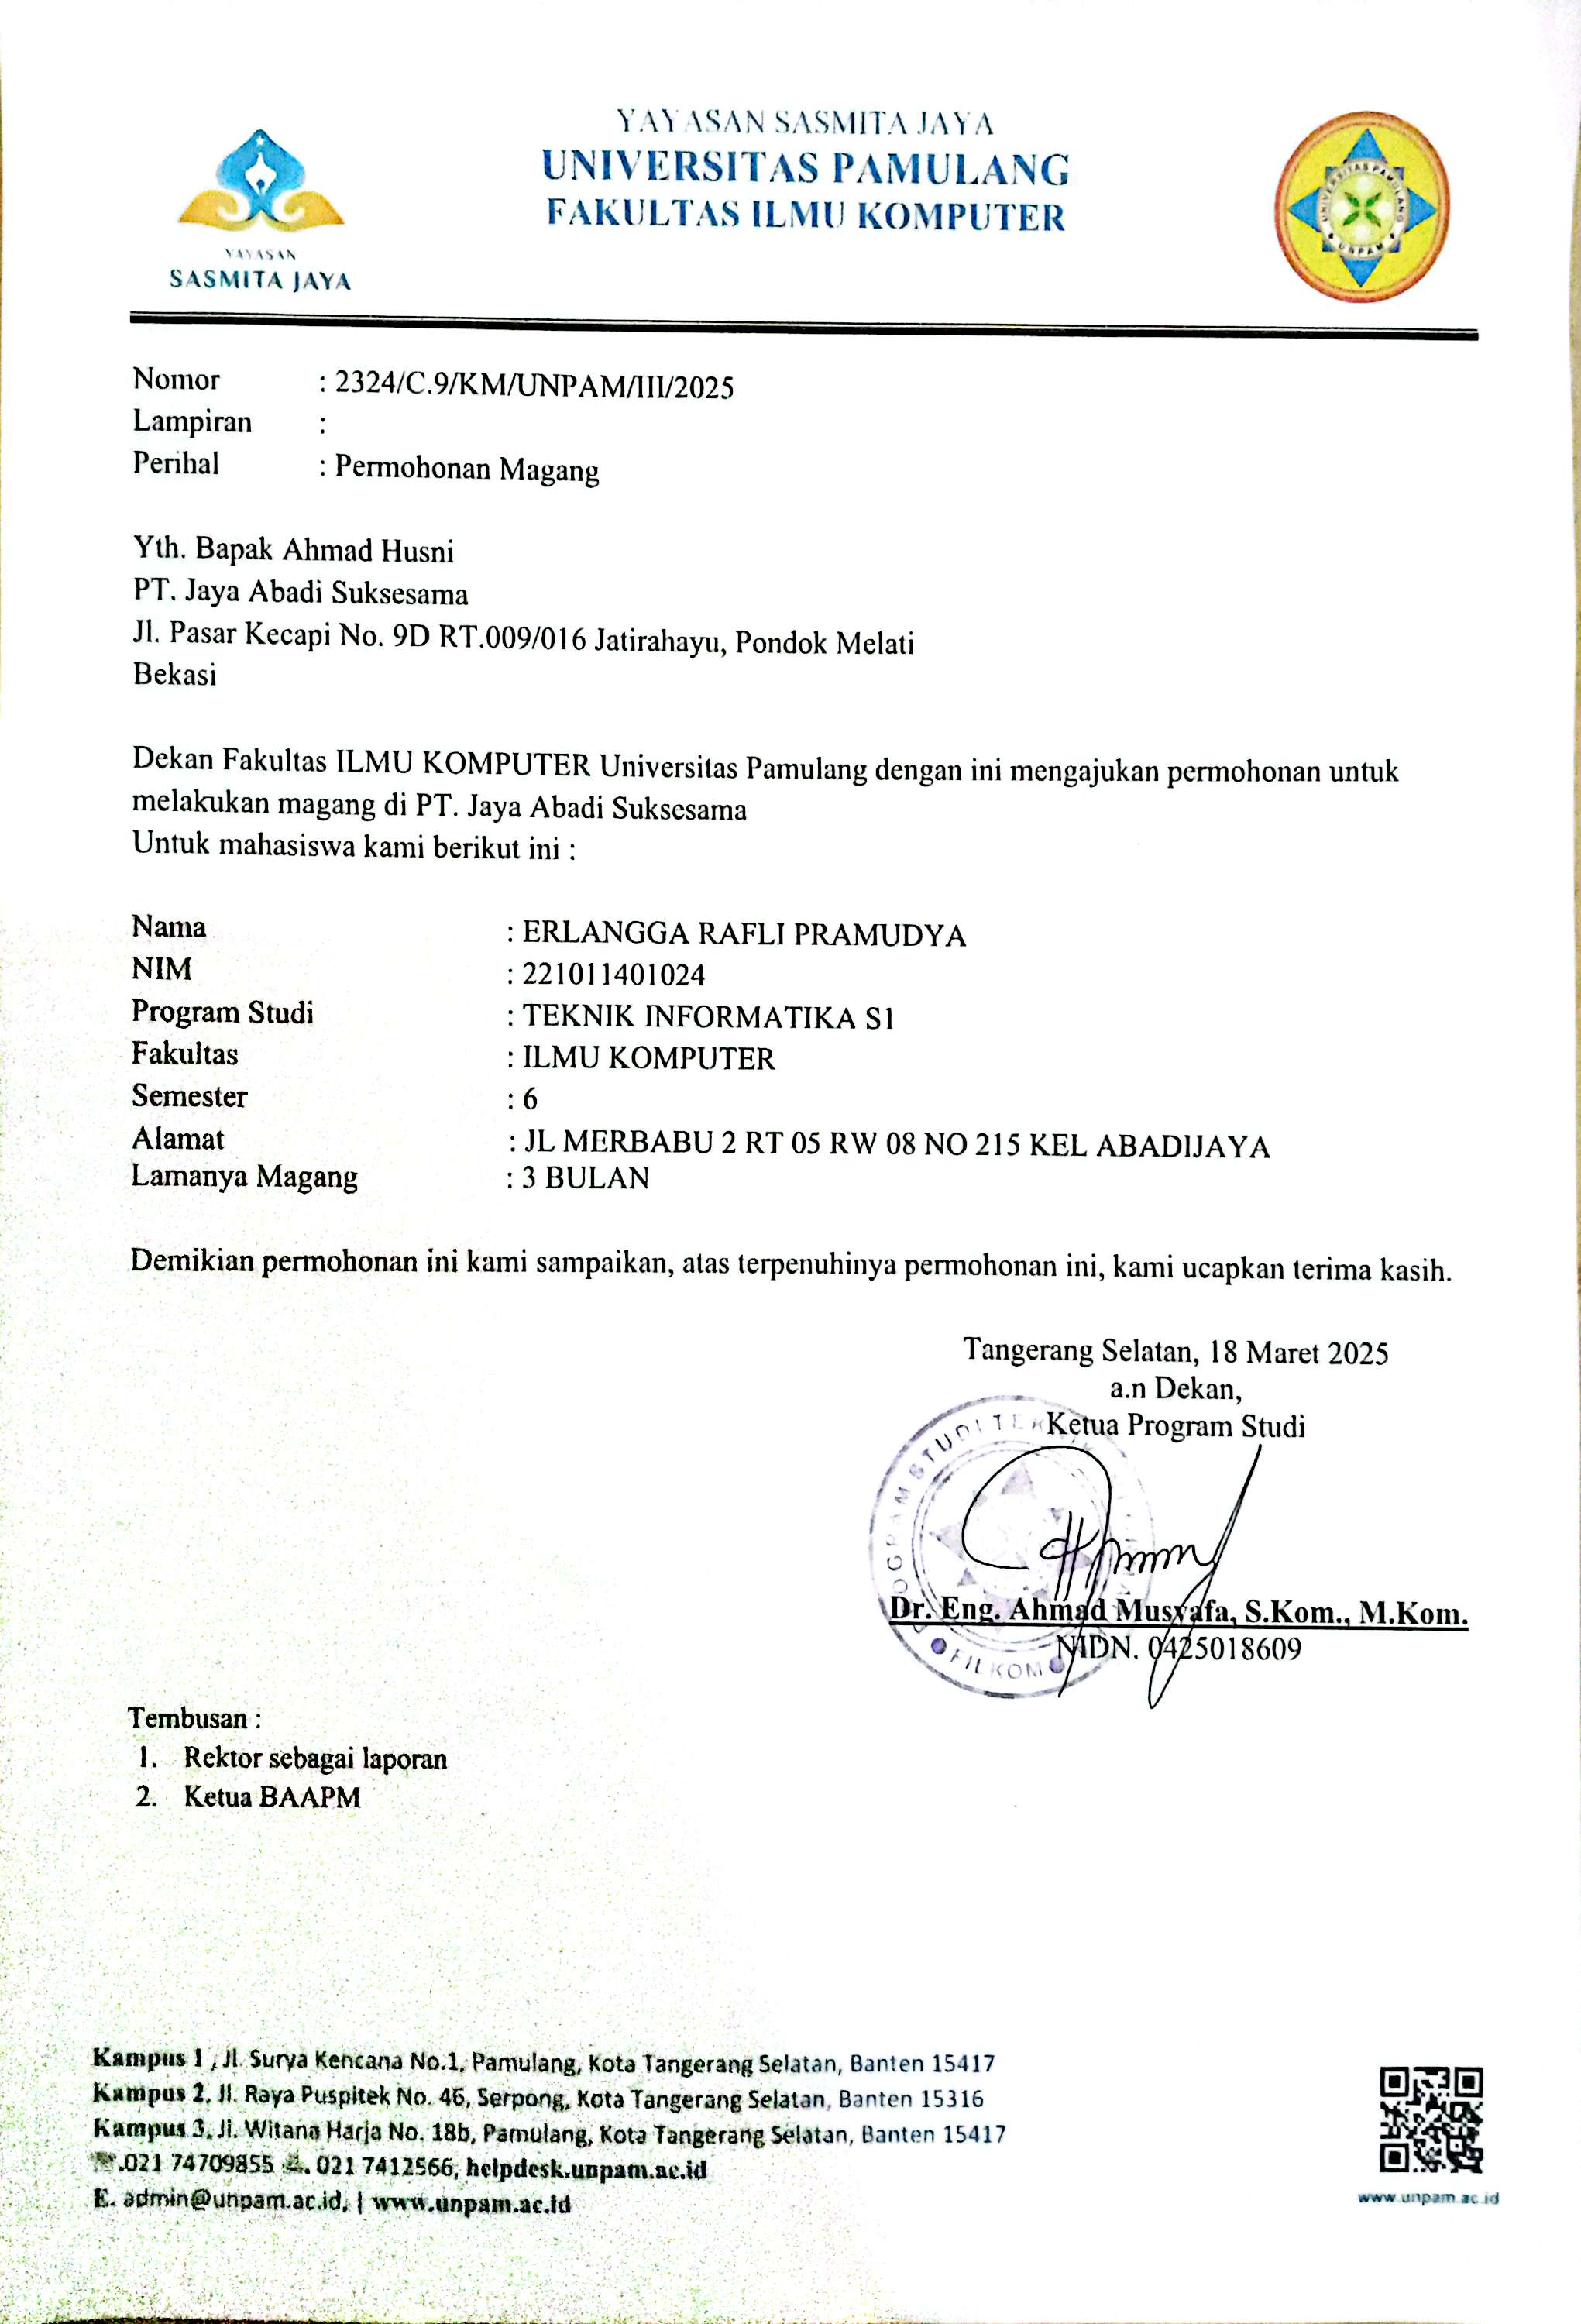 YAYASAN SASMITA JAYA
UNIVERSITAS PAMULANG
FAKULTAS ILMU KOMPUTER
YAYASAN
SASMITA JAYA
UNIVERSITAS PAMULANG
UNPAM
Nomor : 2324/C.9/KM/UNPAM/III/2025
Lampiran :
Perihal : Permohonan Magang
Yth. Bapak Ahmad Husni
PT. Jaya Abadi Suksesama
Jl. Pasar Kecapi No. 9D RT.009/016 Jatirahayu, Pondok Melati
Bekasi
Dekan Fakultas ILMU KOMPUTER Universitas Pamulang dengan ini mengajukan permohonan untuk
melakukan magang di PT. Jaya Abadi Suksesama
Untuk mahasiswa kami berikut ini :
Nama : ERLANGGA RAFLI PRAMUDYA
NIM : 221011401024
Program Studi : TEKNIK INFORMATIKA S1
Fakultas : ILMU KOMPUTER
Semester : 6
Alamat : JL MERBABU 2 RT 05 RW 08 NO 215 KEL ABADIJAYA
Lamanya Magang : 3 BULAN
Demikian permohonan ini kami sampaikan, atas terpenuhinya permohonan ini, kami ucapkan terima kasih.
Tangerang Selatan, 18 Maret 2025
a.n Dekan,
Ketua Program Studi
PROGRAM STUDI
FILKOM
Dr. Eng. Ahmad Musyafa, S.Kom., M.Kom.
NIDN. 0425018609
Tembusan :
1. Rektor sebagai laporan
2. Ketua BAAPM
Kampus 1 , Jl. Surya Kencana No.1, Pamulang, Kota Tangerang Selatan, Banten 15417
Kampus 2, Jl. Raya Puspitek No. 46, Serpong, Kota Tangerang Selatan, Banten 15316
Kampus 3, Jl. Witana Harja No. 18b, Pamulang, Kota Tangerang Selatan, Banten 15417
☎.021 74709855 . 021 7412566, helpdesk.unpam.ac.id
E. admin@unpam.ac.id, | www.unpam.ac.id
www.unpam.ac.id